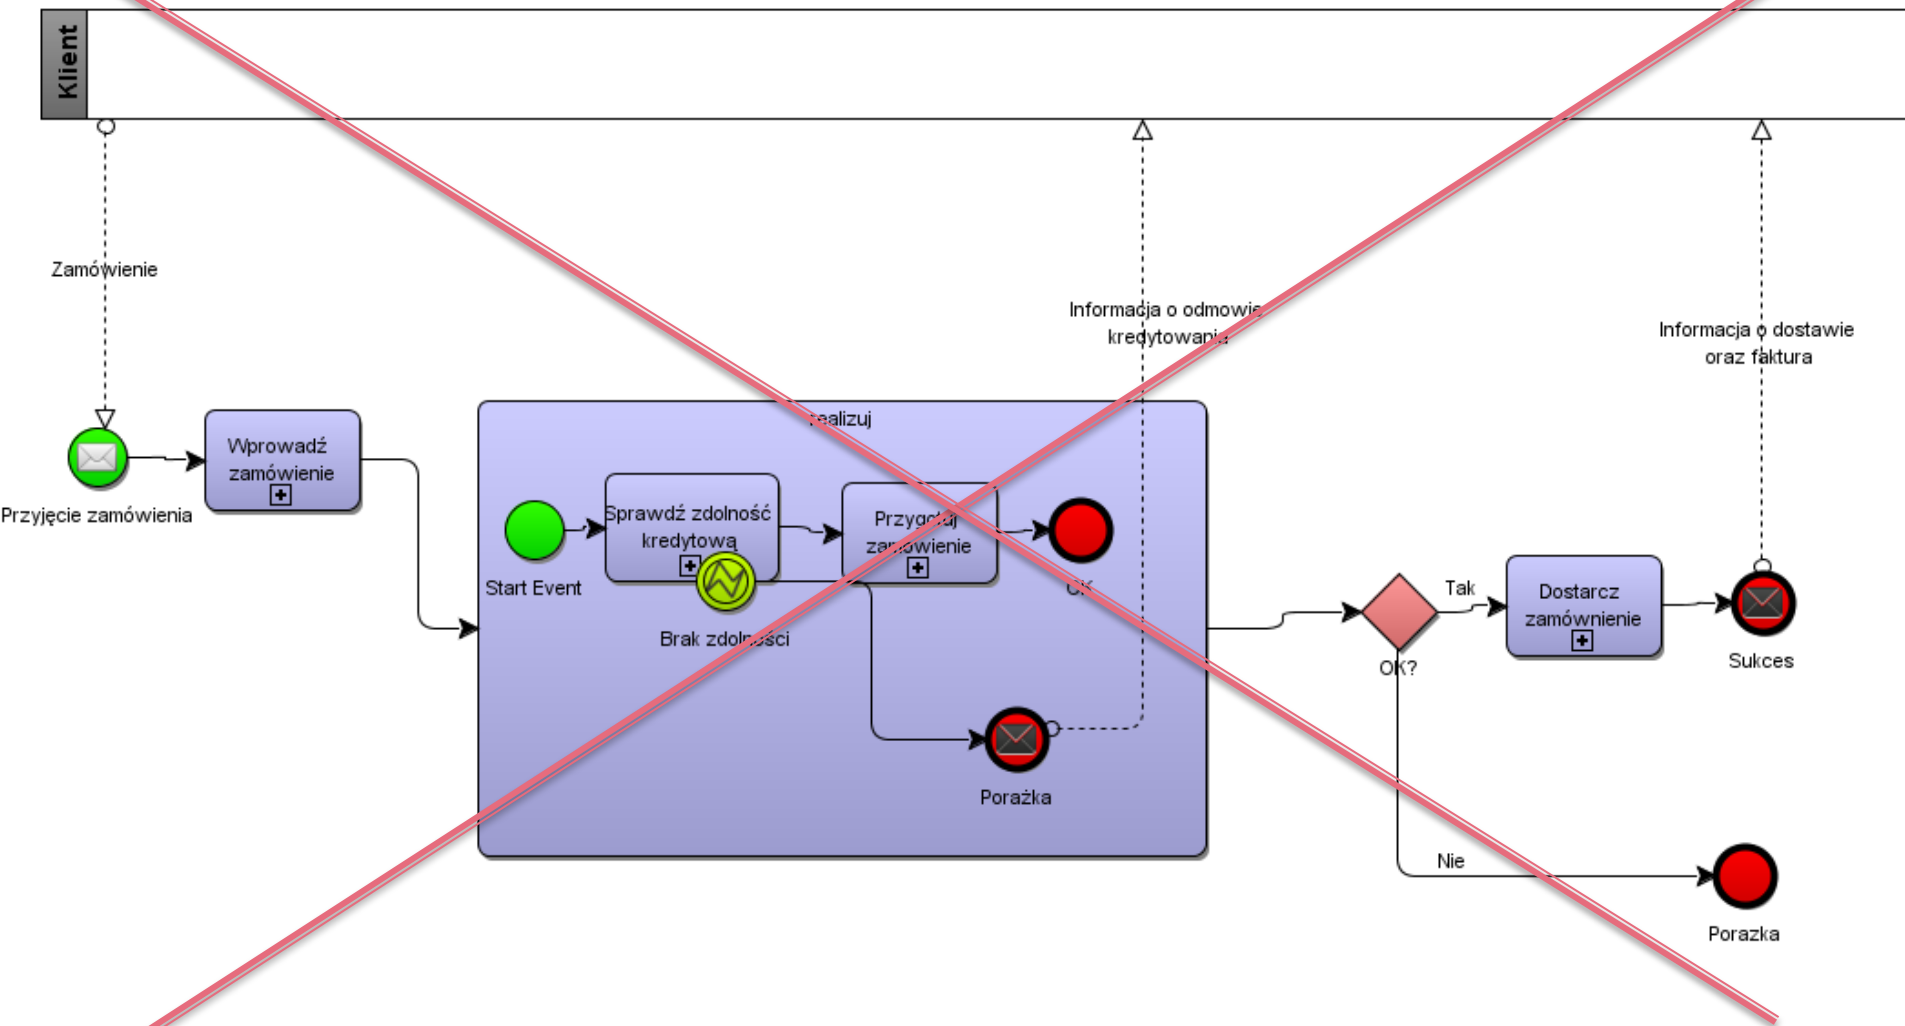 Klient
Zamówienie
Informacja o odmowie
kredytowania
Informacja o dostawie
oraz faktura
realizuj
Wprowadź
zamówienie
Przyjęcie zamówienia
Sprawdź zdolność
kredytową
Przygotuj
zamówienie
Start Event
OK
Brak zdolności
Tak
Dostarcz
zamównienie
OK?
Sukces
Porażka
Nie
Porazka